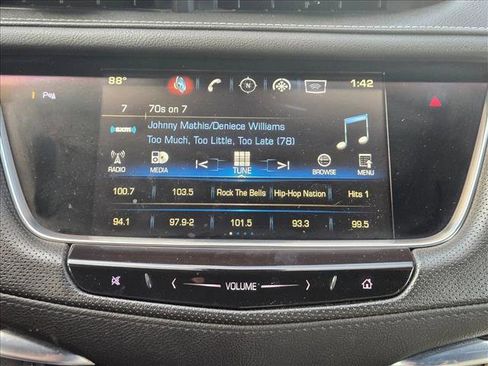 88° N 1:42
7 70s on 7
((SXM)) Johnny Mathis/Deniece Williams
Too Much, Too Little, Too Late (78)
RADIO MEDIA TUNE BROWSE MENU
100.7 103.5 Rock The Bells Hip-Hop Nation Hits 1
94.1 97.9-2 101.5 93.3 99.5
VOLUME